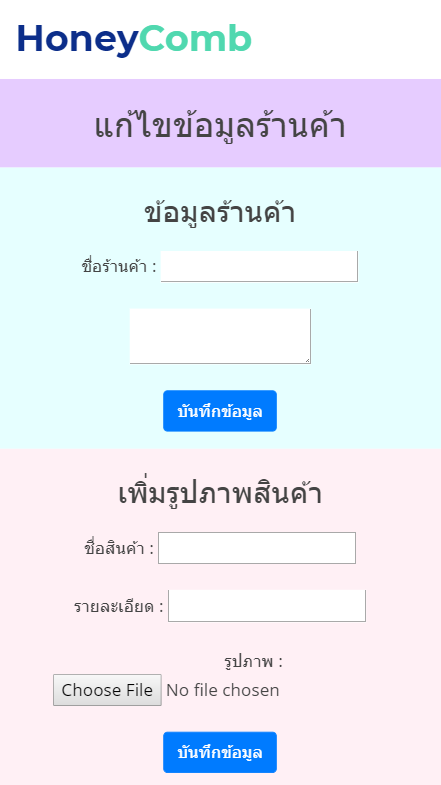 HoneyComb
แก้ไขข้อมูลร้านค้า
ข้อมูลร้านค้า
ชื่อร้านค้า :
บันทึกข้อมูล
เพิ่มรูปภาพสินค้า
ชื่อสินค้า :
รายละเอียด :
รูปภาพ :
Choose File No file chosen
บันทึกข้อมูล